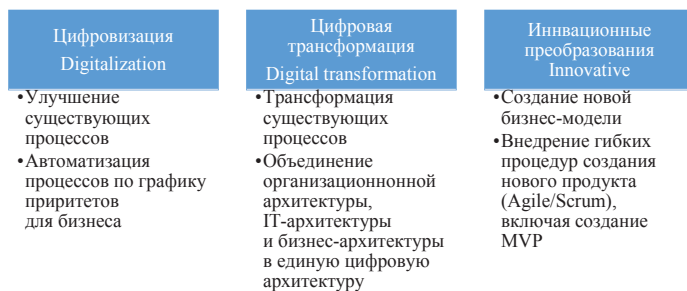 Цифровизация
Digitalization
•Улучшение
существующих
процессов
•Автоматизация
процессов по графику
приритетов
для бизнеса
Цифровая
трансформация
Digital transformation
•Трансформация
существующих
процессов
•Объединение
организационнонной
архитектуры,
IT-архитектуры
и бизнес-архитектуры
в единую цифровую
архитектуру
Иннвационные
преобразования
Innovative
•Создание новой
бизнес-модели
•Внедрение гибких
процедур создания
нового продукта
(Agile/Scrum),
включая создание
MVP